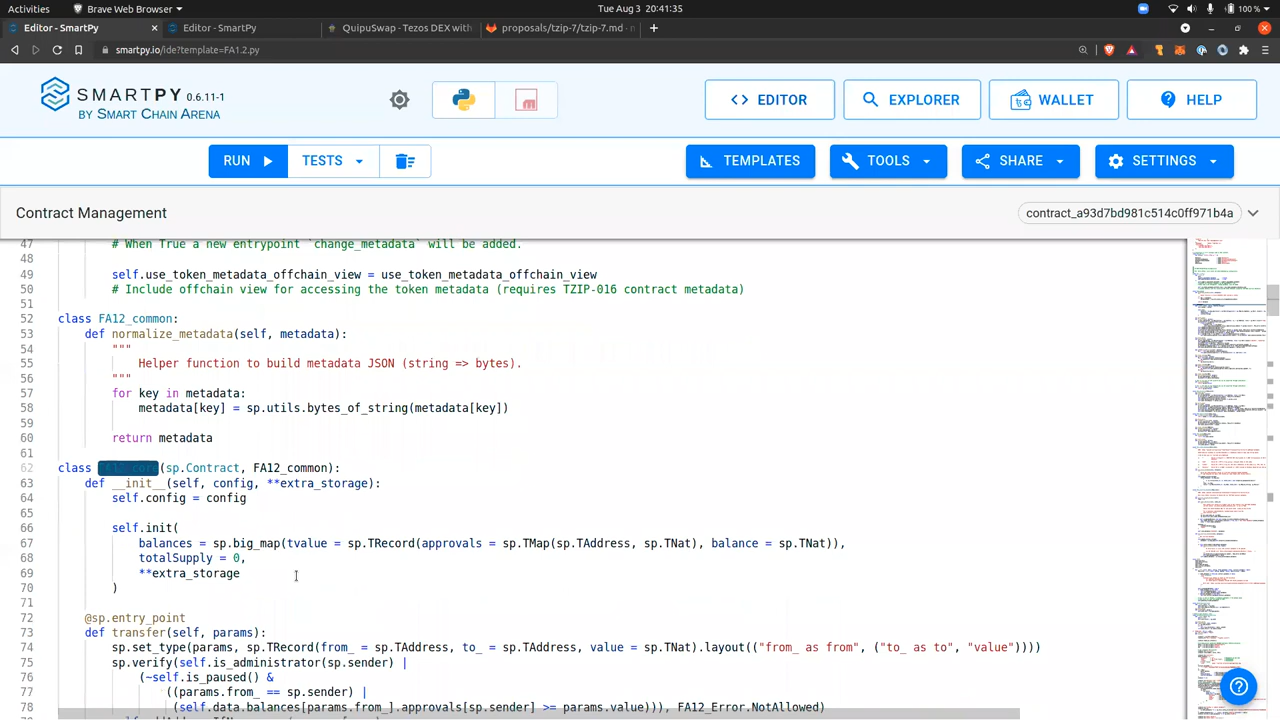 Activities
Brave Web Browser
Tue Aug 3 21:41:35
100 %
Editor - SmartPy
Editor - SmartPy
QuipuSwap - Tezos DEX with
proposals/tzip-7/tzip-7.md · n
smartpy.io/ide?template=FA1.2.py
SMARTPY 0.6.11-1
BY SMART CHAIN ARENA
EDITOR
EXPLORER
WALLET
HELP
RUN
TESTS
TEMPLATES
TOOLS
SHARE
SETTINGS
Contract Management
contract_a93d7bd981c514c0ff971b4a
47 # When True a new entrypoint `change_metadata` will be added.
48
49 self.use_token_metadata_offchain_view = use_token_metadata_offchain_view
50 # Include offchain view for accessing the token metadata (requires TZIP-016 contract metadata)
51
52 class FA12_common:
53 def normalize_metadata(self, metadata):
54 """
55 Helper function to build metadata JSON (string => bytes).
56 """
57 for key in metadata:
58 metadata[key] = sp.utils.bytes_of_string(metadata[key])
59
60 return metadata
61
62 class FA12_core(sp.Contract, FA12_common):
63 def __init__(self, config, **extra_storage):
64 self.config = config
65
66 self.init(
67 balances = sp.big_map(tvalue = sp.TRecord(approvals = sp.TMap(sp.TAddress, sp.TNat), balance = sp.TNat)),
68 totalSupply = 0,
69 **extra_storage
70 )
71
72 @sp.entry_point
73 def transfer(self, params):
74 sp.set_type(params, sp.TRecord(from_ = sp.TAddress, to_ = sp.TAddress, value = sp.TNat).layout(("from_ as from", ("to_ as to", "value"))))
75 sp.verify(self.is_administrator(sp.sender) |
76 (~self.is_paused() &
77 ((params.from_ == sp.sender) |
78 (self.data.balances[params.from_].approvals[sp.sender] >= params.value))), FA12_Error.NotAllowed)